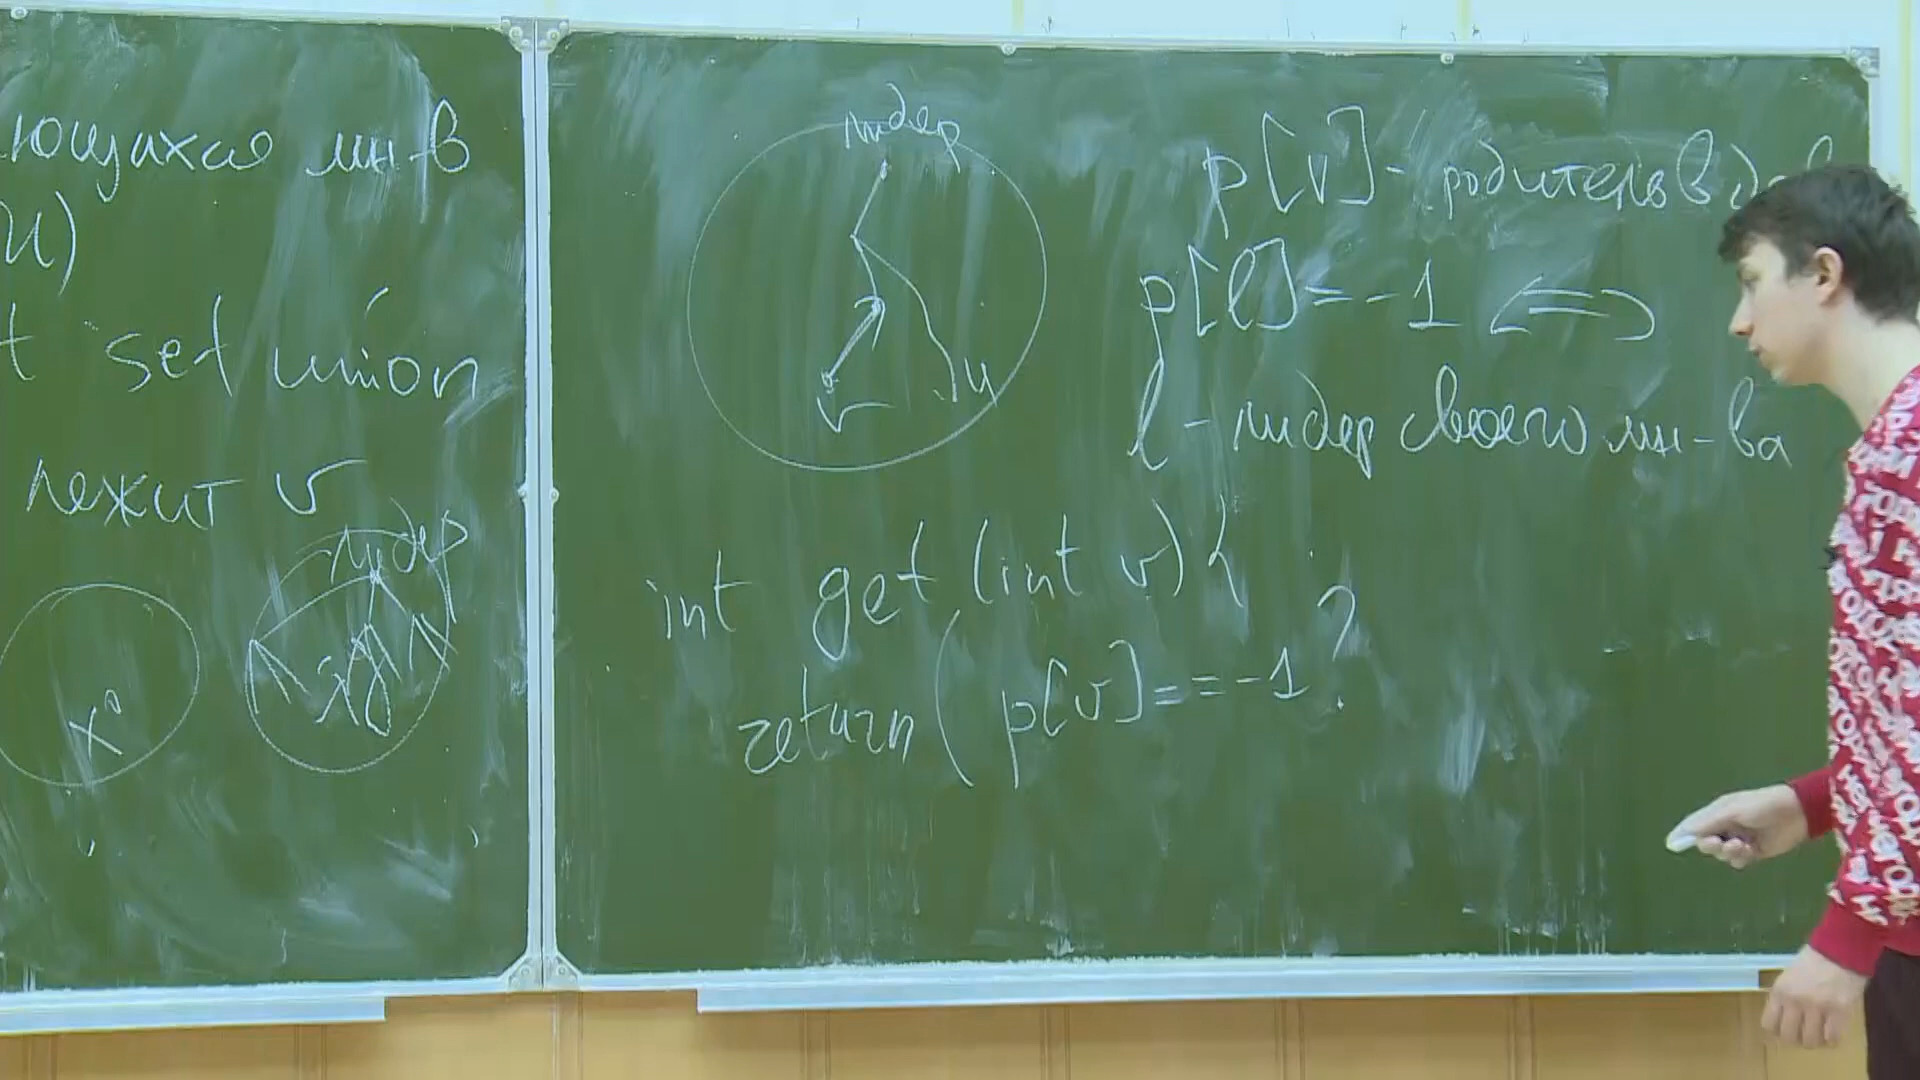 ющихся мн-в
И)
t set union
лежит v
лидер
x
лидер
v
u
p[v] - родитель в
p[l] = -1 <=>
l - лидер своего мн-ва
int get (int v) {
return ( p[v] == -1 ?